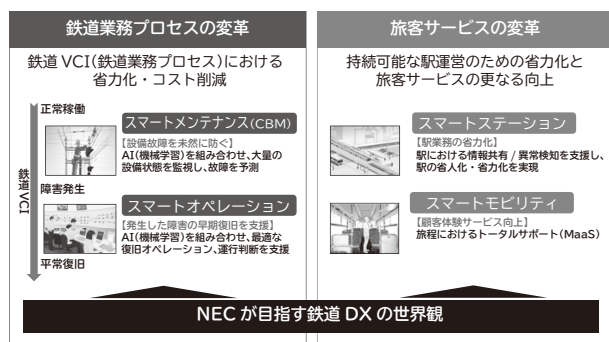 鉄道業務プロセスの変革
鉄道 VCI(鉄道業務プロセス)における
省力化・コスト削減
鉄道VCI
正常稼働
スマートメンテナンス(CBM)
【設備故障を未然に防ぐ】
AI(機械学習)を組み合わせ、大量の
設備状態を監視し、故障を予測
障害発生
スマートオペレーション
【発生した障害の早期復旧を支援】
AI(機械学習)を組み合わせ、最適な
復旧オペレーション、運行判断を支援
平常復旧
旅客サービスの変革
持続可能な駅運営のための省力化と
旅客サービスの更なる向上
スマートステーション
【駅業務の省力化】
駅における情報共有 / 異常検知を支援し、
駅の省人化・省力化を実現
スマートモビリティ
【顧客体験サービス向上】
旅程におけるトータルサポート(MaaS)
NEC が目指す鉄道 DX の世界観